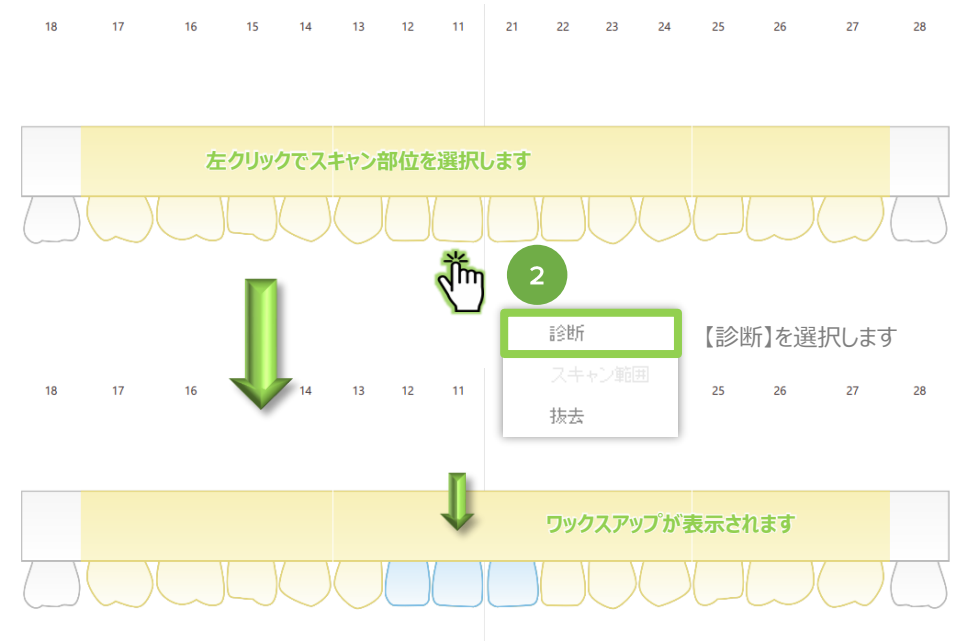 18 17 16 15 14 13 12 11 21 22 23 24 25 26 27 28
左クリックでスキャン部位を選択します
2
診断
【診断】を選択します
スキャン範囲
抜去
18 17 16 14 13 12 11 25 26 27 28
ワックスアップが表示されます